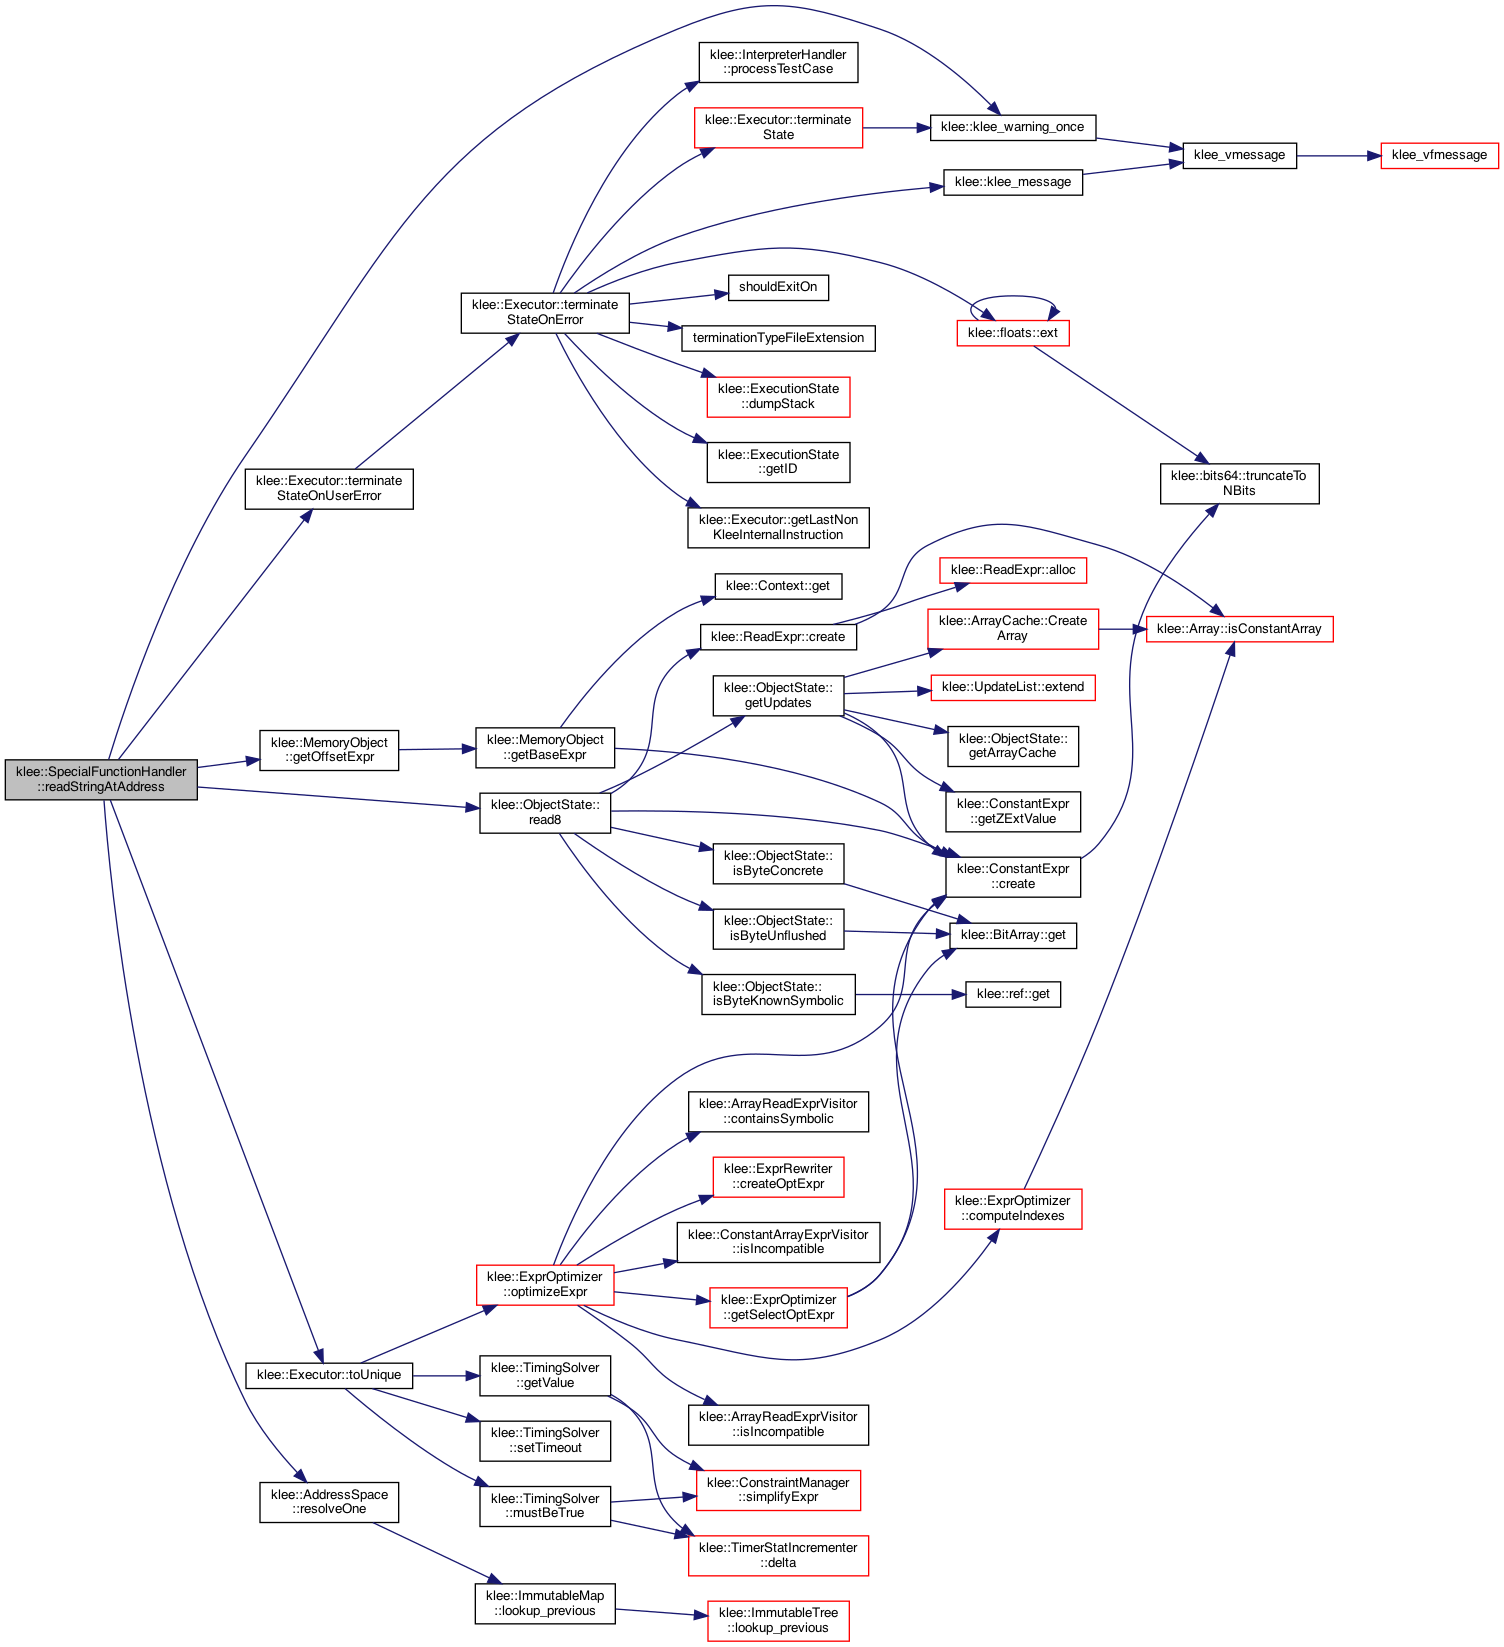 klee::InterpreterHandler
::processTestCase
klee::Executor::terminate
State
klee::klee_warning_once
klee_vmessage
klee_vfmessage
klee::klee_message
shouldExitOn
klee::Executor::terminate
StateOnError
klee::floats::ext
terminationTypeFileExtension
klee::ExecutionState
::dumpStack
klee::ExecutionState
::getID
klee::Executor::terminate
StateOnUserError
klee::bits64::truncateTo
NBits
klee::Executor::getLastNon
KleeInternalInstruction
klee::Context::get
klee::ReadExpr::alloc
klee::ReadExpr::create
klee::ArrayCache::Create
Array
klee::Array::isConstantArray
klee::ObjectState::
getUpdates
klee::UpdateList::extend
klee::MemoryObject
::getOffsetExpr
klee::MemoryObject
::getBaseExpr
klee::ObjectState::
getArrayCache
klee::SpecialFunctionHandler
::readStringAtAddress
klee::ObjectState::
read8
klee::ConstantExpr
::getZExtValue
klee::ObjectState::
isByteConcrete
klee::ConstantExpr
::create
klee::ObjectState::
isByteUnflushed
klee::BitArray::get
klee::ObjectState::
isByteKnownSymbolic
klee::ref::get
klee::ArrayReadExprVisitor
::containsSymbolic
klee::ExprRewriter
::createOptExpr
klee::ExprOptimizer
::computeIndexes
klee::ConstantArrayExprVisitor
::isIncompatible
klee::ExprOptimizer
::optimizeExpr
klee::ExprOptimizer
::getSelectOptExpr
klee::Executor::toUnique
klee::TimingSolver
::getValue
klee::ArrayReadExprVisitor
::isIncompatible
klee::TimingSolver
::setTimeout
klee::ConstraintManager
::simplifyExpr
klee::AddressSpace
::resolveOne
klee::TimingSolver
::mustBeTrue
klee::TimerStatIncrementer
::delta
klee::ImmutableMap
::lookup_previous
klee::ImmutableTree
::lookup_previous